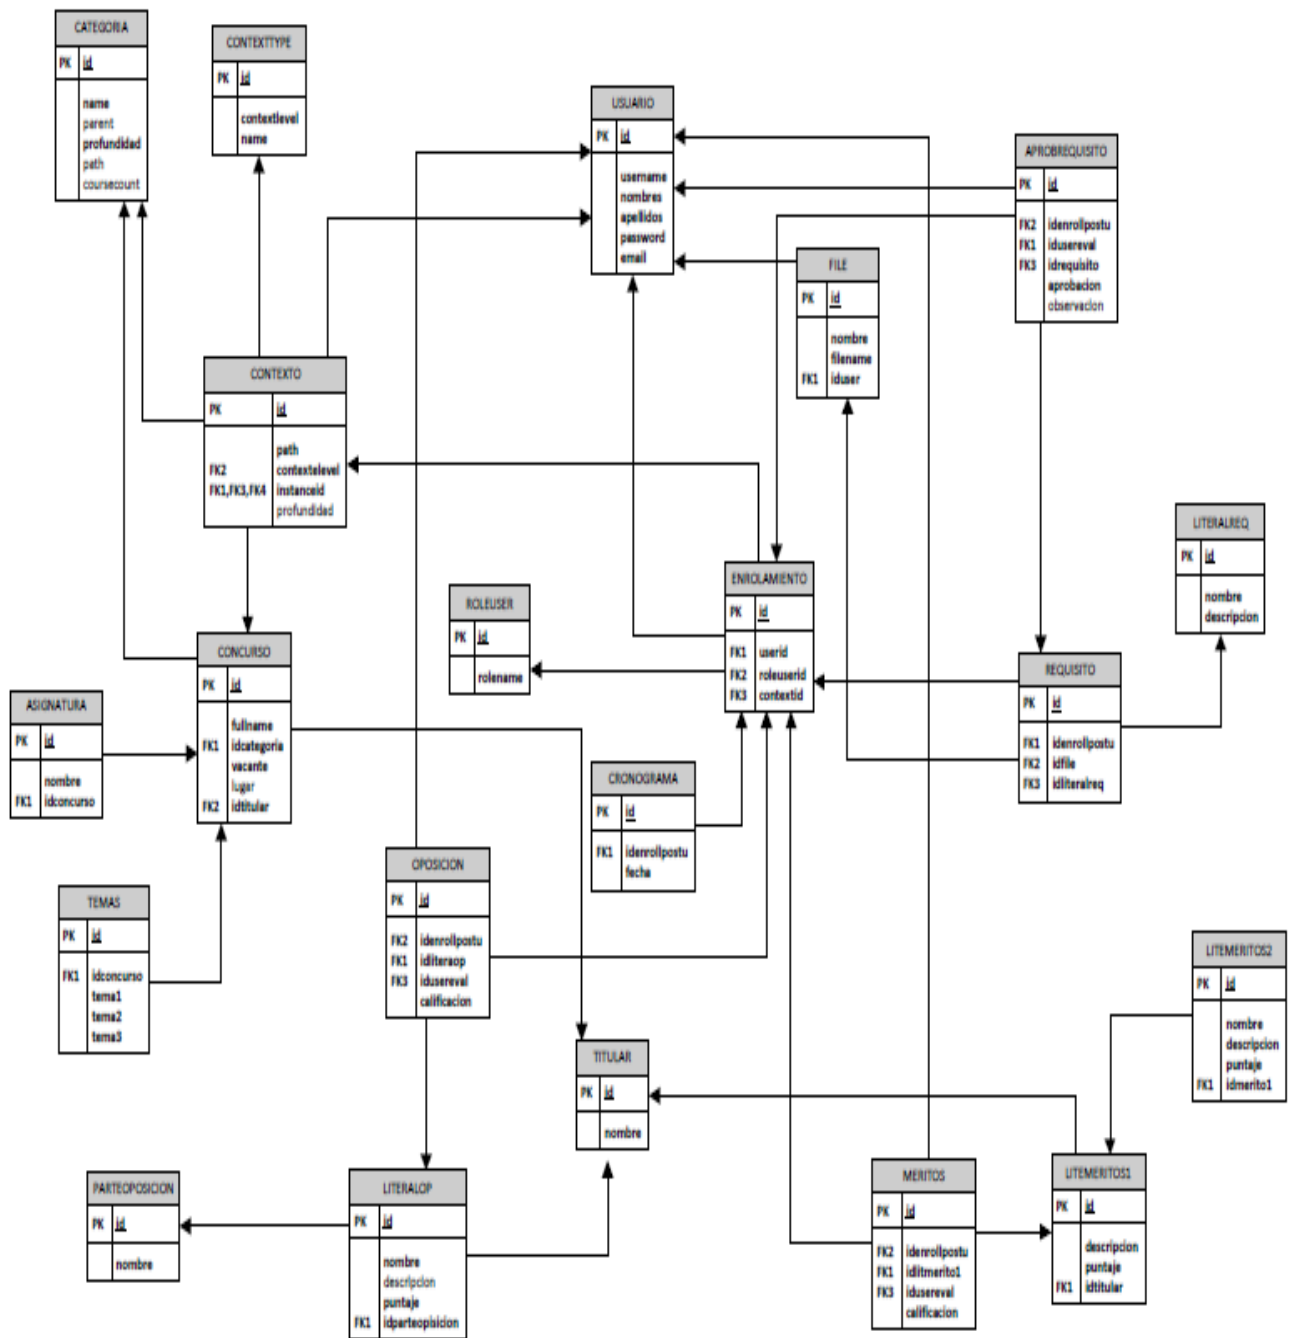 CATEGORIA
PK id
name
parent
profundidad
path
coursecount
CONTEXTTYPE
PK id
contextlevel
name
USUARIO
PK id
username
nombres
apellidos
password
email
APROBREQUISITO
PK id
FK2 idenrollpostu
FK1 idusereval
FK3 idrequisito
aprobacion
observacion
FILE
PK id
nombre
filename
FK1 iduser
CONTEXTO
PK id
path
FK2 contextelevel
FK1,FK3,FK4 instanceid
profundidad
LITERALREQ
PK id
nombre
descripcion
ENROLAMIENTO
PK id
FK1 userid
FK2 roleuserid
FK3 contextid
ROLEUSER
PK id
rolename
CONCURSO
PK id
fullname
FK1 idcategoria
vacante
lugar
FK2 idtitular
REQUISITO
PK id
FK1 idenrollpostu
FK2 idfile
FK3 idliteralreq
ASIGNATURA
PK id
nombre
FK1 idconcurso
CRONOGRAMA
PK id
FK1 idenrollpostu
fecha
OPOSICION
PK id
FK2 idenrollpostu
FK1 idliteraop
FK3 idusereval
calificacion
TEMAS
PK id
FK1 idconcurso
tema1
tema2
tema3
LITEMERITOS2
PK id
nombre
descripcion
puntaje
FK1 idmerito1
TITULAR
PK id
nombre
PARTEOPOSICION
PK id
nombre
LITERALOP
PK id
nombre
descripcion
puntaje
FK1 idparteopisicion
MERITOS
PK id
FK2 idenrollpostu
FK1 idlitmerito1
FK3 idusereval
calificacion
LITEMERITOS1
PK id
descripcion
puntaje
FK1 idtitular